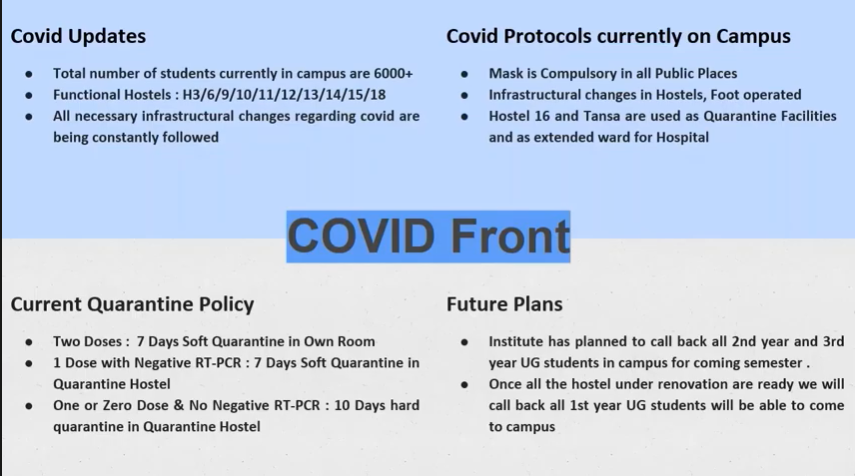 Covid Updates
● Total number of students currently in campus are 6000+
● Functional Hostels : H3/6/9/10/11/12/13/14/15/18
● All necessary infrastructural changes regarding covid are
being constantly followed
Covid Protocols currently on Campus
● Mask is Compulsory in all Public Places
● Infrastructural changes in Hostels, Foot operated
● Hostel 16 and Tansa are used as Quarantine Facilities
and as extended ward for Hospital
COVID Front
Current Quarantine Policy
● Two Doses : 7 Days Soft Quarantine in Own Room
● 1 Dose with Negative RT-PCR : 7 Days Soft Quarantine in
Quarantine Hostel
● One or Zero Dose & No Negative RT-PCR : 10 Days hard
quarantine in Quarantine Hostel
Future Plans
● Institute has planned to call back all 2nd year and 3rd
year UG students in campus for coming semester .
● Once all the hostel under renovation are ready we will
call back all 1st year UG students will be able to come
to campus